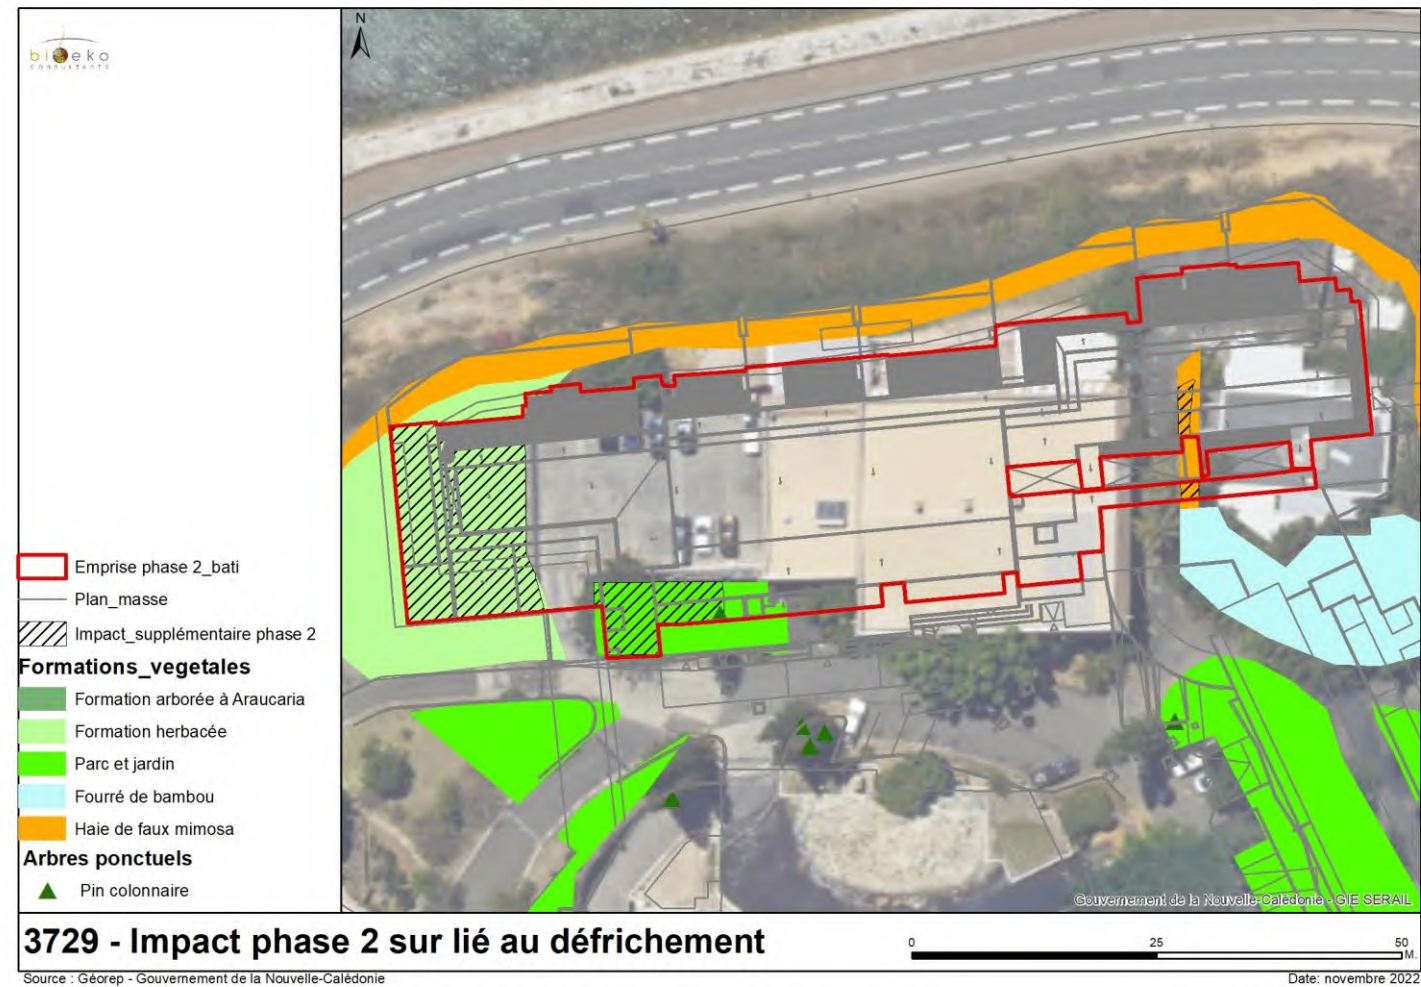 bioeko
CONSULTANTS
N
Emprise phase 2_bati
Plan_masse
Impact_supplémentaire phase 2
Formations_vegetales
Formation arborée à Araucaria
Formation herbacée
Parc et jardin
Fourré de bambou
Haie de faux mimosa
Arbres ponctuels
Pin colonnaire
Gouvernement de la Nouvelle-Calédonie - GIE SERAIL
3729 - Impact phase 2 sur lié au défrichement
0 25 50
M.
Source : Géorep - Gouvernement de la Nouvelle-Calédonie
Date: novembre 2022